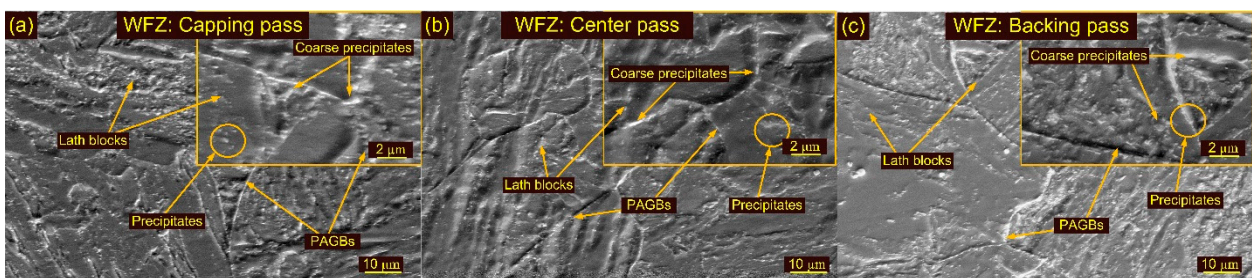 (a) WFZ: Capping pass
Coarse precipitates
Lath blocks
2 µm
Precipitates
PAGBs
10 µm
(b) WFZ: Center pass
Coarse precipitates
2 µm
Lath blocks
PAGBs
Precipitates
10 µm
(c) WFZ: Backing pass
Coarse precipitates
Lath blocks
2 µm
Precipitates
PAGBs
10 µm